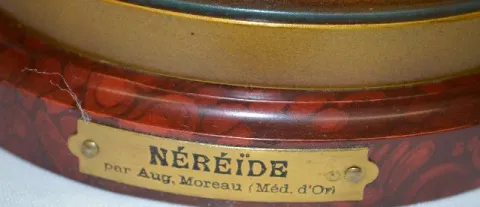 NÉRÉÏDE
par Aug. Moreau (Méd. d'Or)